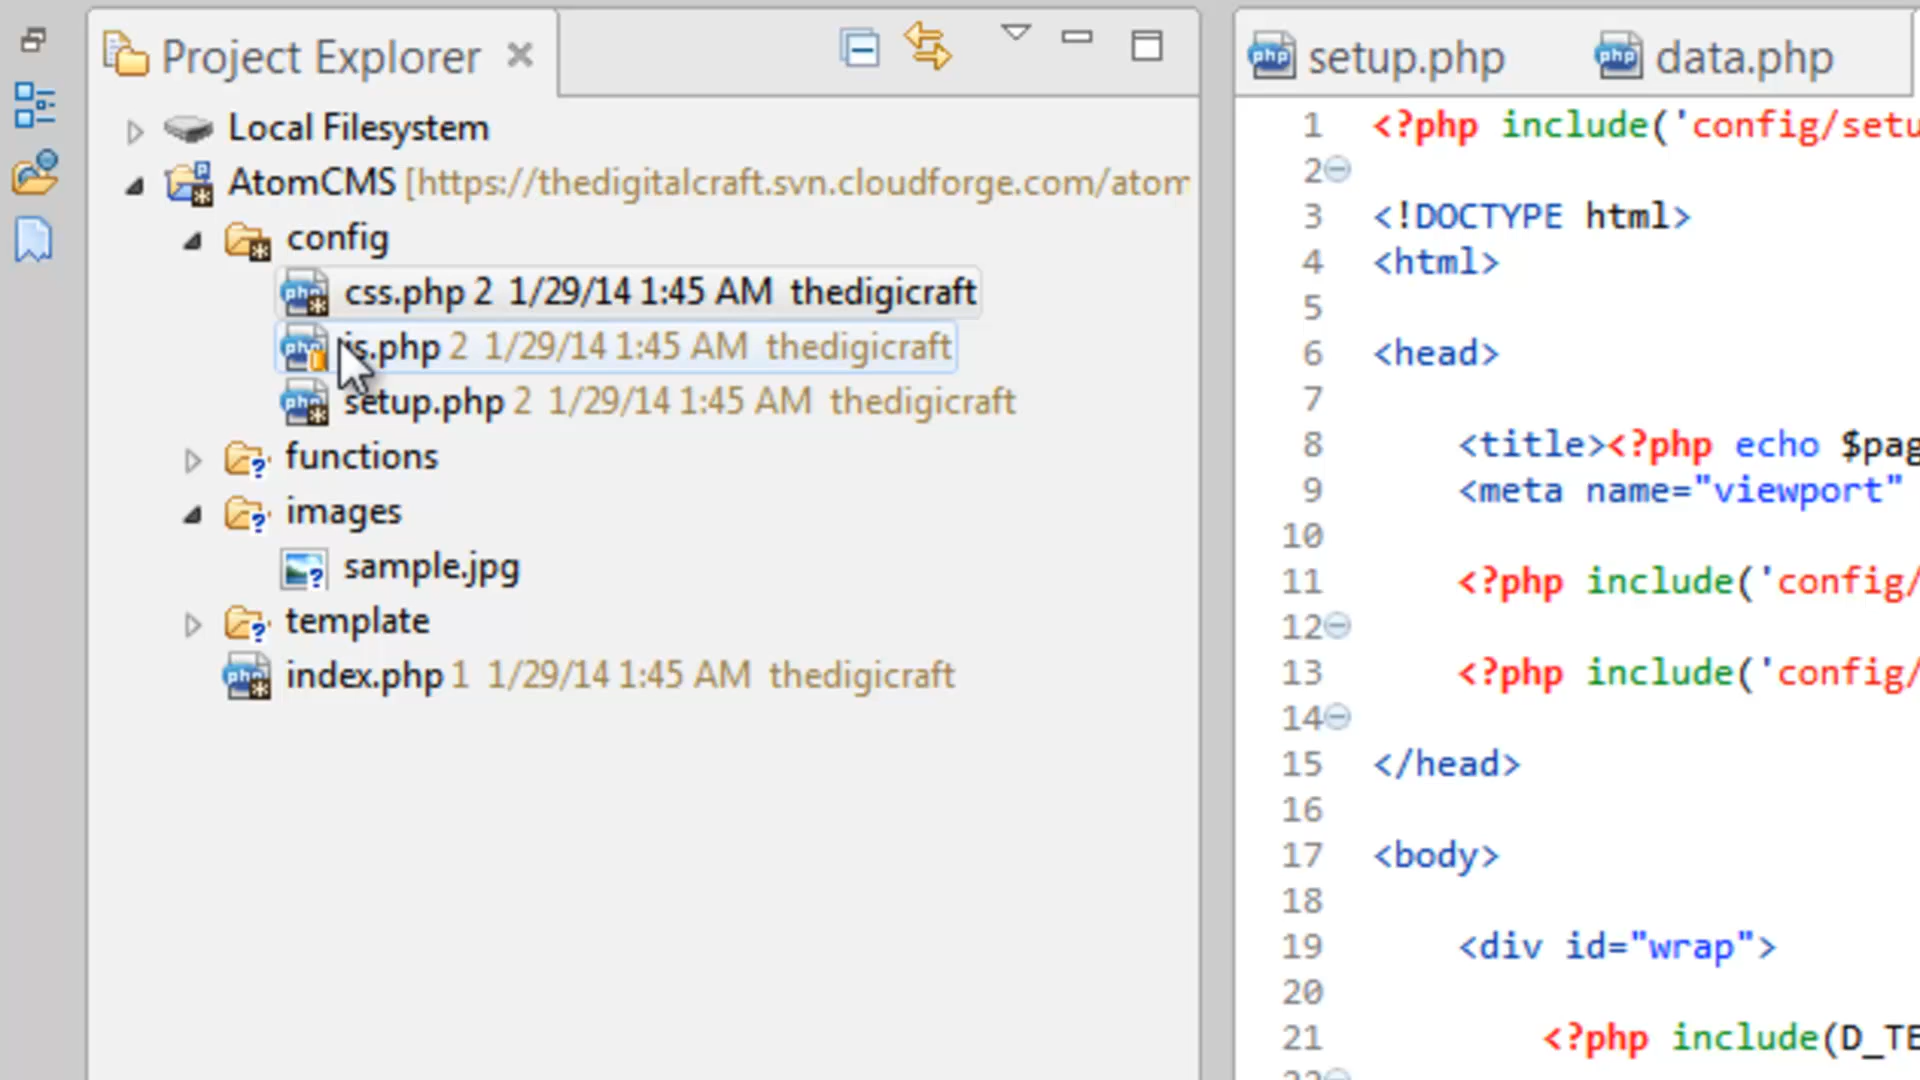 Project Explorer
Local Filesystem
AtomCMS [https://thedigitalcraft.svn.cloudforge.com/atom
config
css.php 2 1/29/14 1:45 AM thedigicraft
js.php 2 1/29/14 1:45 AM thedigicraft
setup.php 2 1/29/14 1:45 AM thedigicraft
functions
images
sample.jpg
template
index.php 1 1/29/14 1:45 AM thedigicraft
setup.php data.php
1 <?php include('config/setu
2
3 <!DOCTYPE html>
4 <html>
5
6 <head>
7
8 <title><?php echo $pag
9 <meta name="viewport"
10
11 <?php include('config/
12
13 <?php include('config/
14
15 </head>
16
17 <body>
18
19 <div id="wrap">
20
21 <?php include(D_TE
22